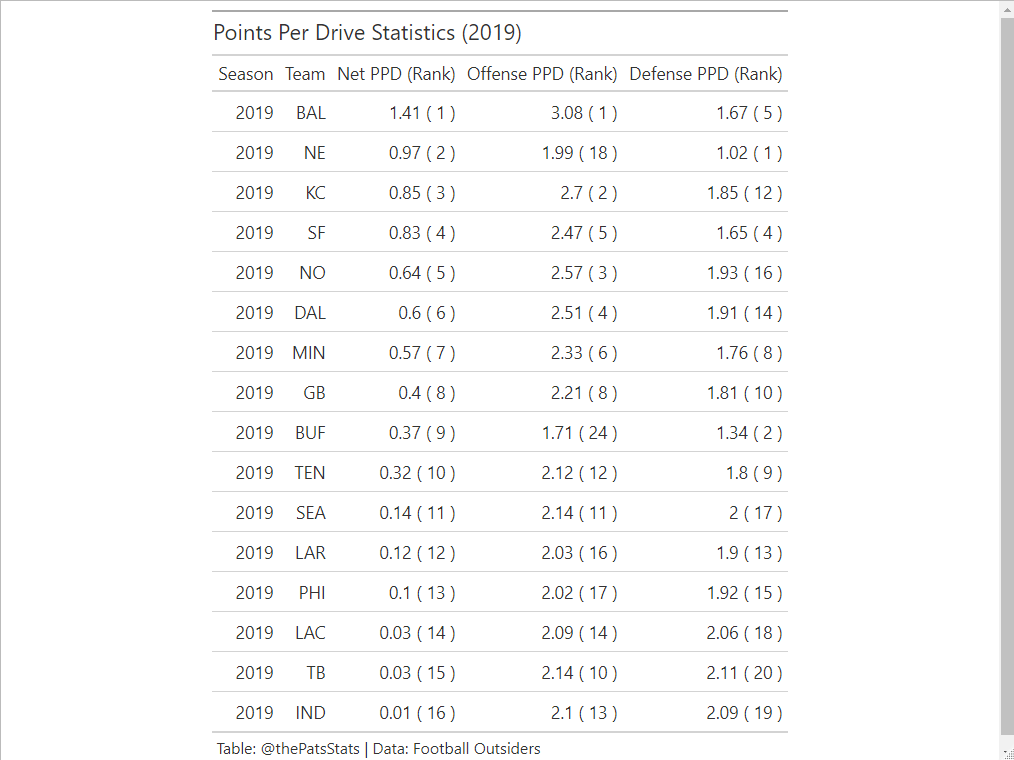 Points Per Drive Statistics (2019)
Season Team Net PPD (Rank) Offense PPD (Rank) Defense PPD (Rank)
2019 BAL 1.41 ( 1 ) 3.08 ( 1 ) 1.67 ( 5 )
2019 NE 0.97 ( 2 ) 1.99 ( 18 ) 1.02 ( 1 )
2019 KC 0.85 ( 3 ) 2.7 ( 2 ) 1.85 ( 12 )
2019 SF 0.83 ( 4 ) 2.47 ( 5 ) 1.65 ( 4 )
2019 NO 0.64 ( 5 ) 2.57 ( 3 ) 1.93 ( 16 )
2019 DAL 0.6 ( 6 ) 2.51 ( 4 ) 1.91 ( 14 )
2019 MIN 0.57 ( 7 ) 2.33 ( 6 ) 1.76 ( 8 )
2019 GB 0.4 ( 8 ) 2.21 ( 8 ) 1.81 ( 10 )
2019 BUF 0.37 ( 9 ) 1.71 ( 24 ) 1.34 ( 2 )
2019 TEN 0.32 ( 10 ) 2.12 ( 12 ) 1.8 ( 9 )
2019 SEA 0.14 ( 11 ) 2.14 ( 11 ) 2 ( 17 )
2019 LAR 0.12 ( 12 ) 2.03 ( 16 ) 1.9 ( 13 )
2019 PHI 0.1 ( 13 ) 2.02 ( 17 ) 1.92 ( 15 )
2019 LAC 0.03 ( 14 ) 2.09 ( 14 ) 2.06 ( 18 )
2019 TB 0.03 ( 15 ) 2.14 ( 10 ) 2.11 ( 20 )
2019 IND 0.01 ( 16 ) 2.1 ( 13 ) 2.09 ( 19 )
Table: @thePatsStats | Data: Football Outsiders